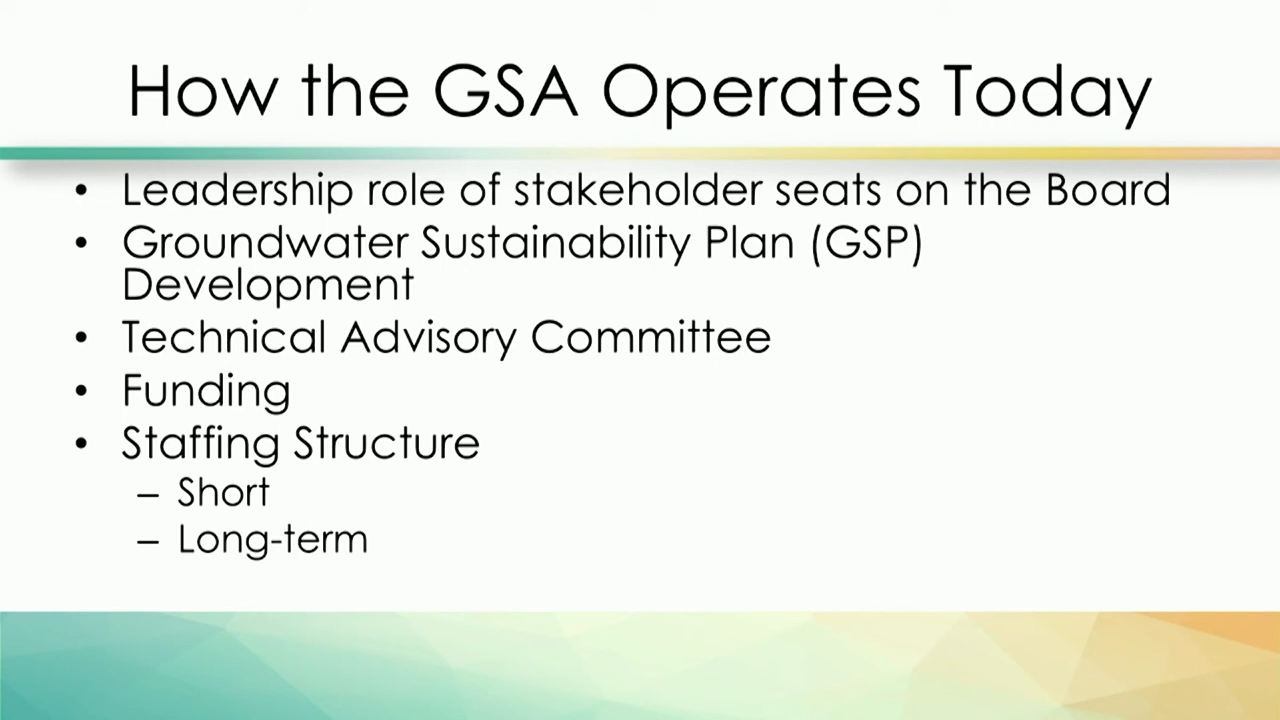 How the GSA Operates Today
• Leadership role of stakeholder seats on the Board
• Groundwater Sustainability Plan (GSP)
Development
• Technical Advisory Committee
• Funding
• Staffing Structure
– Short
– Long-term